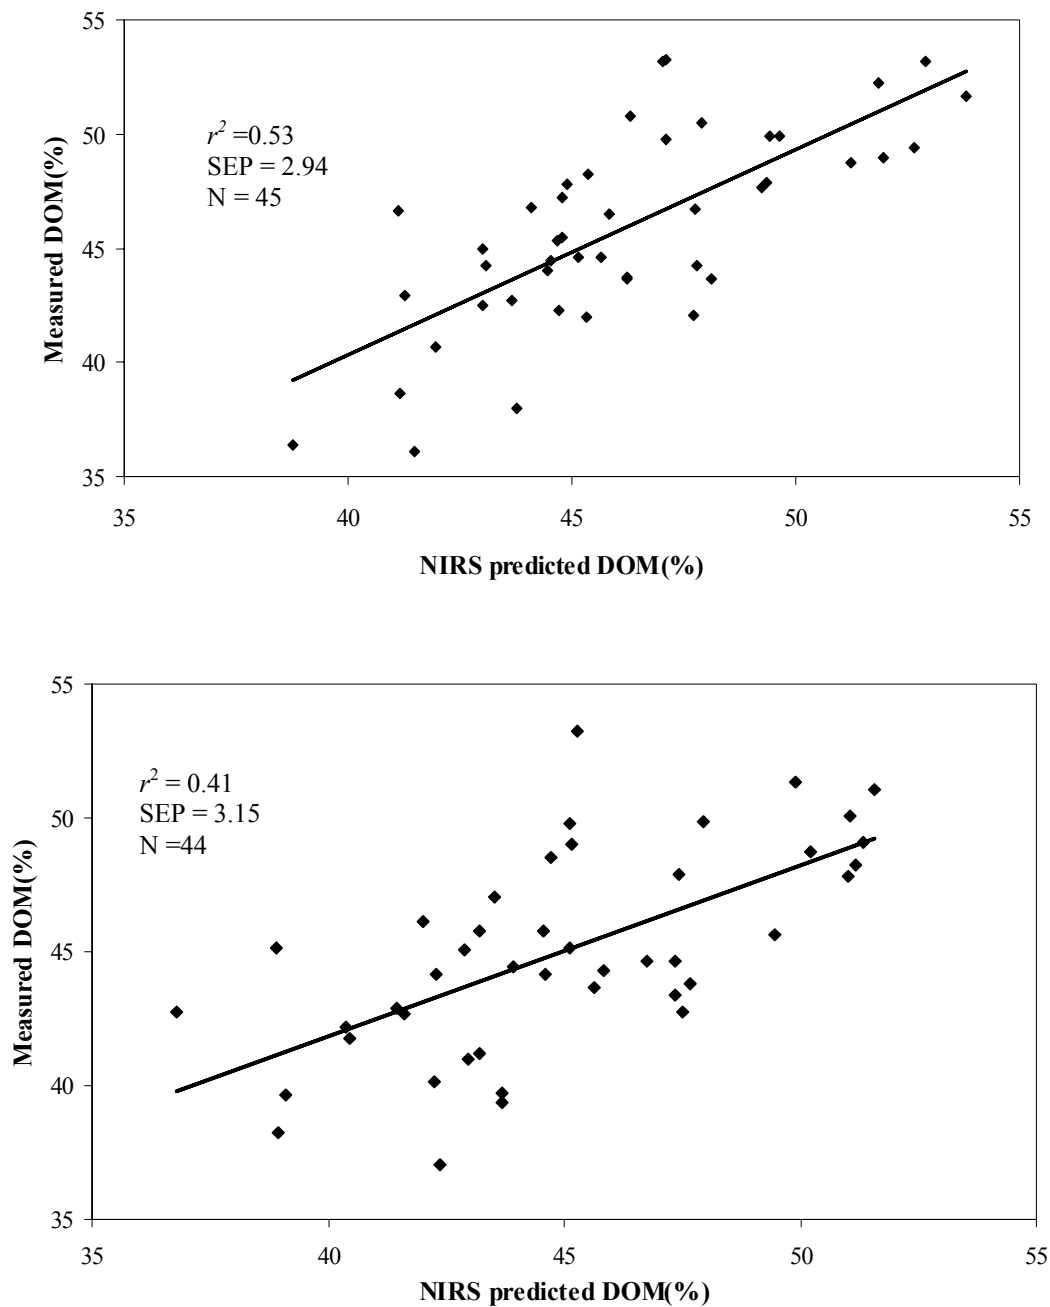 55
50
45
40
35
Measured DOM(%)
r² =0.53
SEP = 2.94
N = 45
35 40 45 50 55
NIRS predicted DOM(%)
55
50
45
40
35
Measured DOM(%)
r² = 0.41
SEP = 3.15
N =44
35 40 45 50 55
NIRS predicted DOM(%)